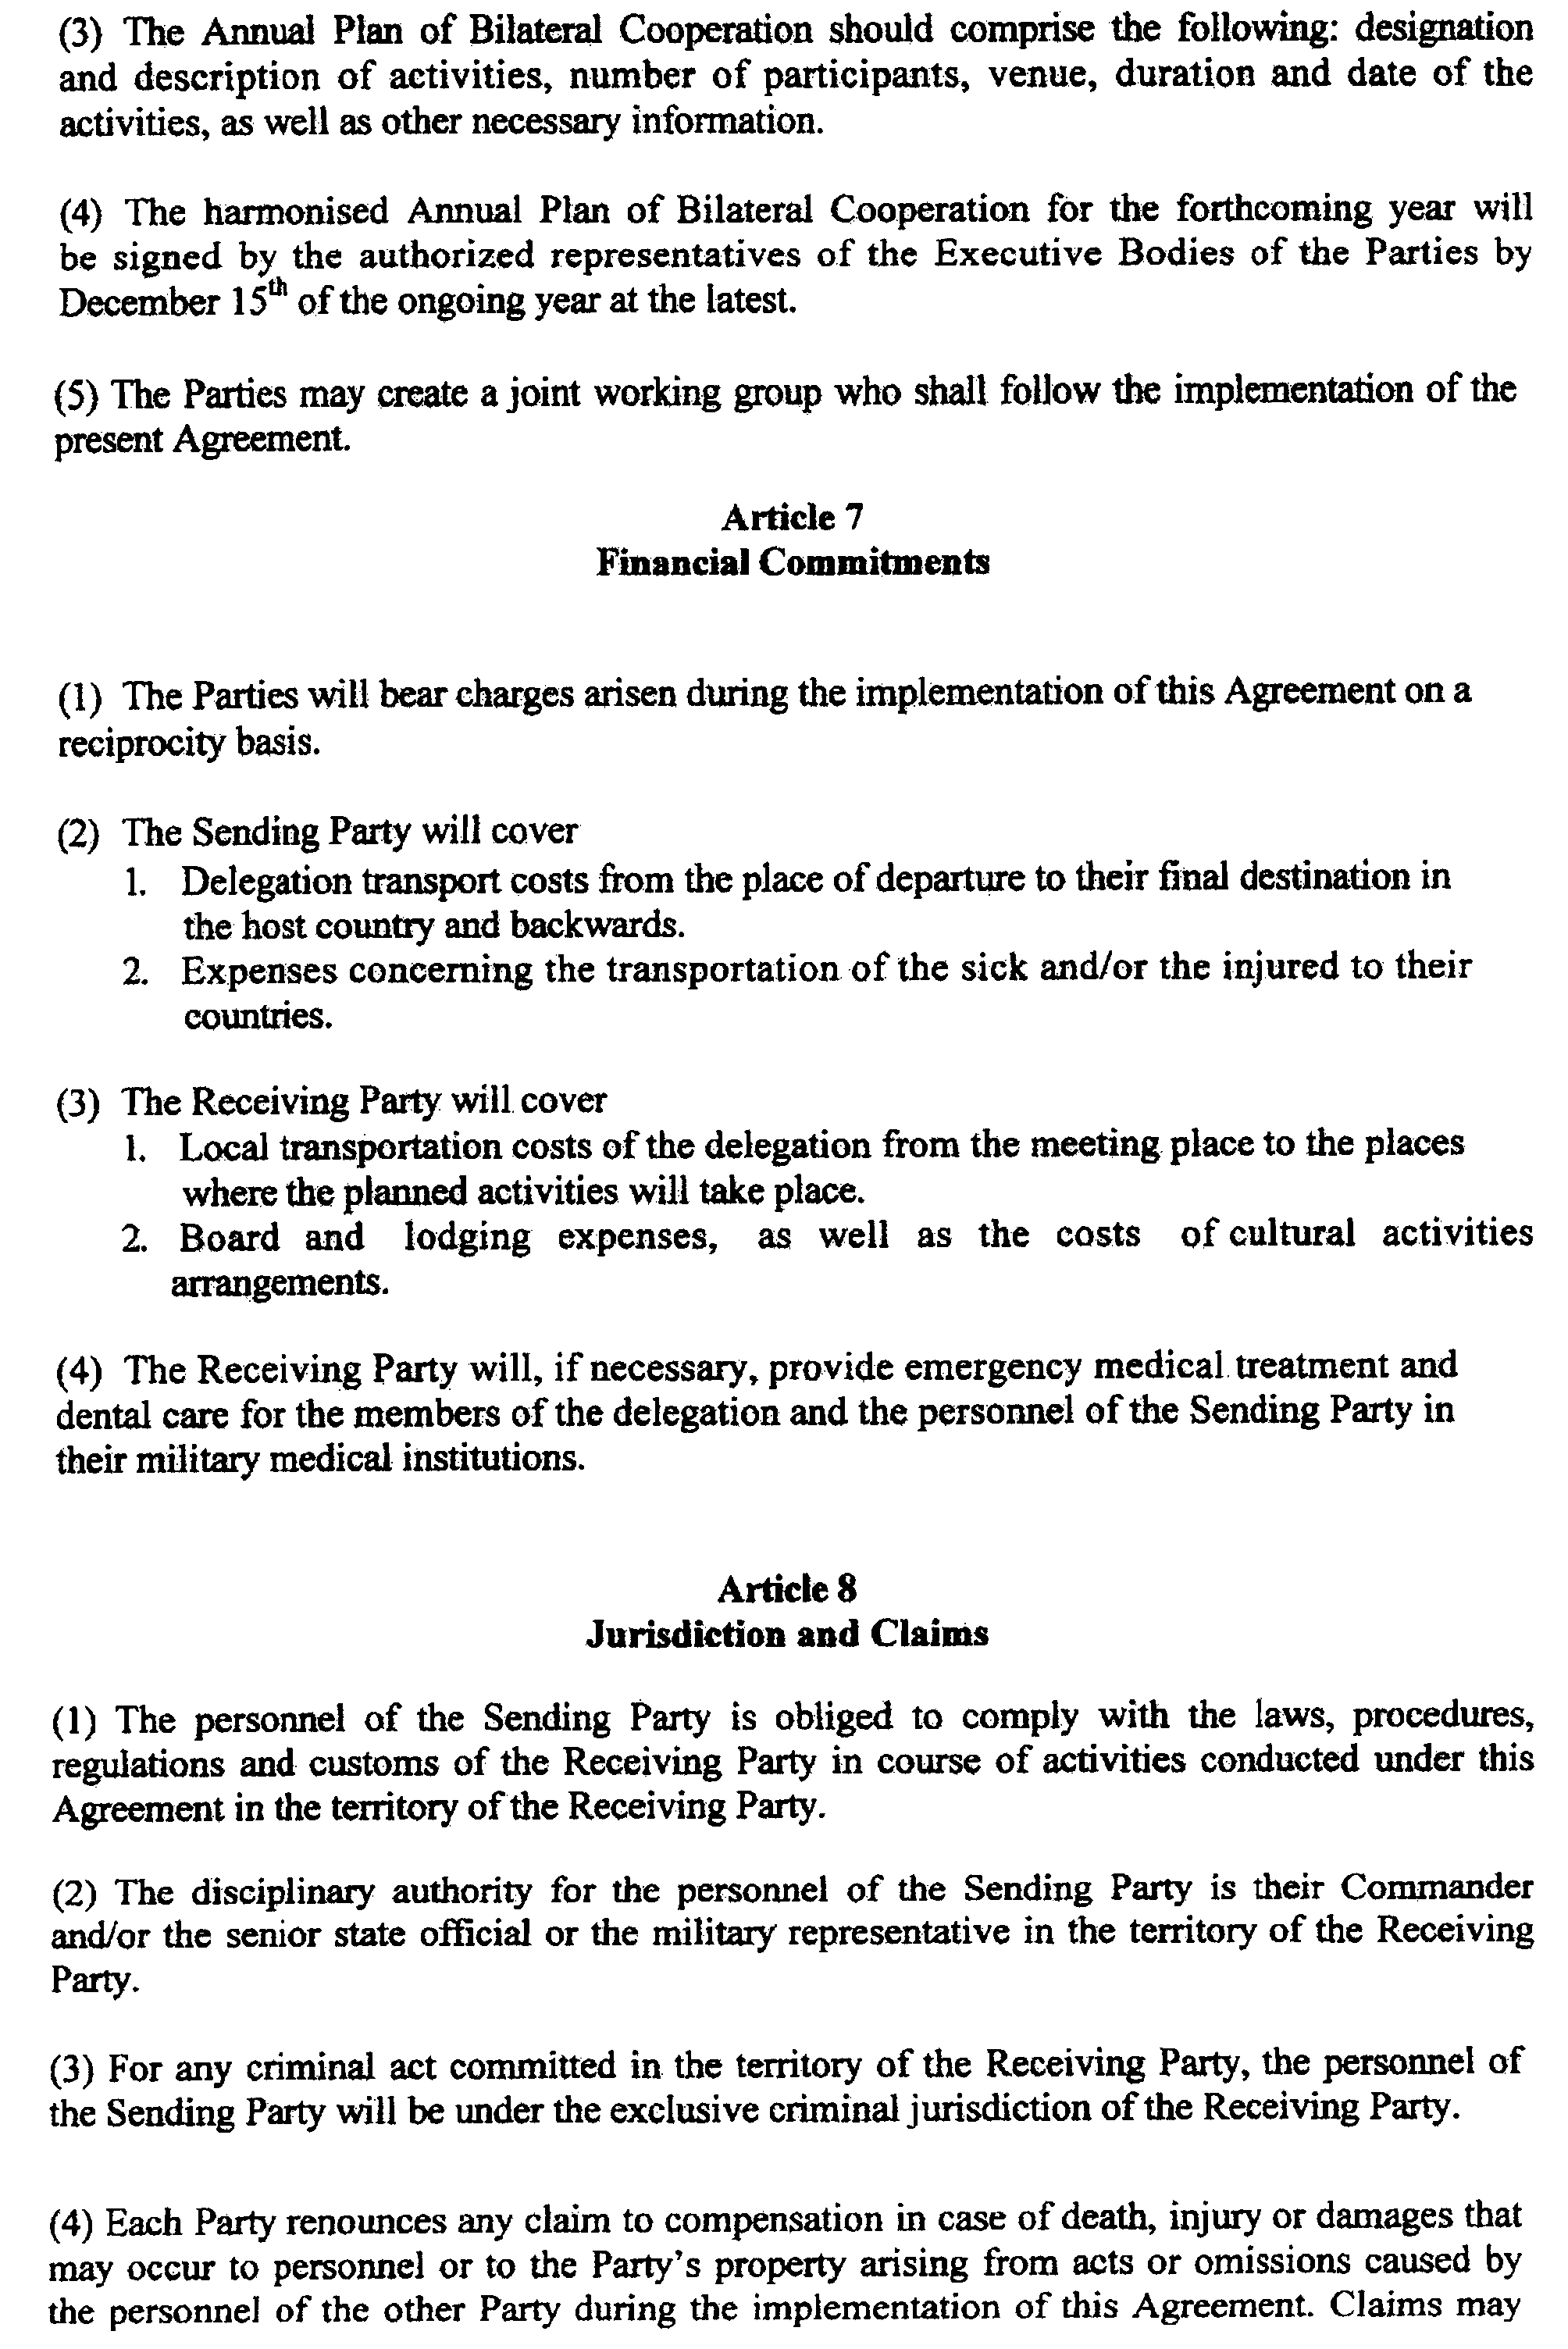 (3) The Annual Plan of Bilateral Cooperation should comprise the following: designation
and description of activities, number of participants, venue, duration and date of the
activities, as well as other necessary information.
(4) The harmonised Annual Plan of Bilateral Cooperation for the forthcoming year will
be signed by the authorized representatives of the Executive Bodies of the Parties by
December 15th of the ongoing year at the latest.
(5) The Parties may create a joint working group who shall follow the implementation of the
present Agreement.
Article 7
Financial Commitments
(1) The Parties will bear charges arisen during the implementation of this Agreement on a
reciprocity basis.
(2) The Sending Party will cover
1. Delegation transport costs from the place of departure to their final destination in
the host country and backwards.
2. Expenses concerning the transportation of the sick and/or the injured to their
countries.
(3) The Receiving Party will cover
1. Local transportation costs of the delegation from the meeting place to the places
where the planned activities will take place.
2. Board and lodging expenses, as well as the costs of cultural activities
arrangements.
(4) The Receiving Party will, if necessary, provide emergency medical treatment and
dental care for the members of the delegation and the personnel of the Sending Party in
their military medical institutions.
Article 8
Jurisdiction and Claims
(1) The personnel of the Sending Party is obliged to comply with the laws, procedures,
regulations and customs of the Receiving Party in course of activities conducted under this
Agreement in the territory of the Receiving Party.
(2) The disciplinary authority for the personnel of the Sending Party is their Commander
and/or the senior state official or the military representative in the territory of the Receiving
Party.
(3) For any criminal act committed in the territory of the Receiving Party, the personnel of
the Sending Party will be under the exclusive criminal jurisdiction of the Receiving Party.
(4) Each Party renounces any claim to compensation in case of death, injury or damages that
may occur to personnel or to the Party's property arising from acts or omissions caused by
the personnel of the other Party during the implementation of this Agreement. Claims may